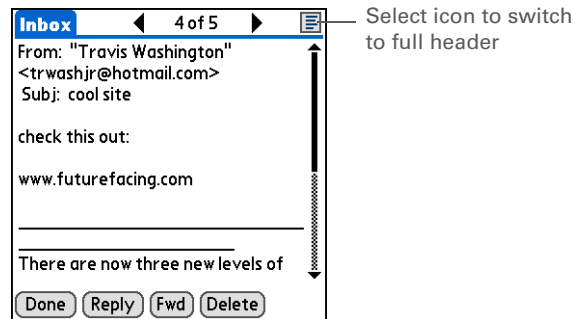 Inbox 4 of 5
Select icon to switch
to full header
From: "Travis Washington"
<trwashjr@hotmail.com>
Subj: cool site
check this out:
www.futurefacing.com
There are now three new levels of
Done Reply Fwd Delete